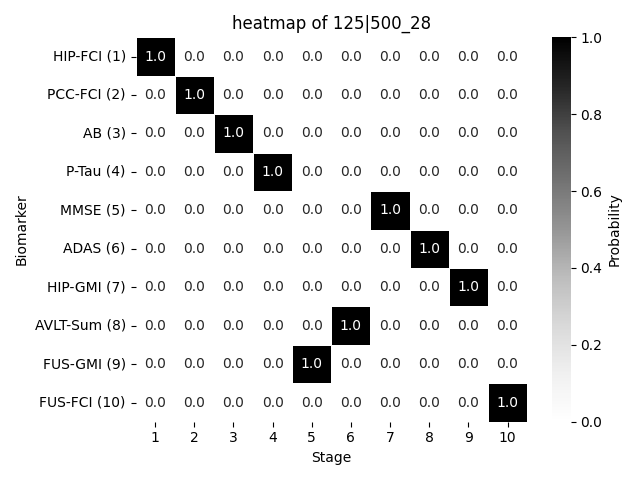 heatmap of 125|500_28
HIP-FCI (1) 1.0 0.0 0.0 0.0 0.0 0.0 0.0 0.0 0.0 0.0
PCC-FCI (2) 0.0 1.0 0.0 0.0 0.0 0.0 0.0 0.0 0.0 0.0
AB (3) 0.0 0.0 1.0 0.0 0.0 0.0 0.0 0.0 0.0 0.0
P-Tau (4) 0.0 0.0 0.0 1.0 0.0 0.0 0.0 0.0 0.0 0.0
MMSE (5) 0.0 0.0 0.0 0.0 0.0 0.0 1.0 0.0 0.0 0.0
ADAS (6) 0.0 0.0 0.0 0.0 0.0 0.0 0.0 1.0 0.0 0.0
HIP-GMI (7) 0.0 0.0 0.0 0.0 0.0 0.0 0.0 0.0 1.0 0.0
AVLT-Sum (8) 0.0 0.0 0.0 0.0 0.0 1.0 0.0 0.0 0.0 0.0
FUS-GMI (9) 0.0 0.0 0.0 0.0 1.0 0.0 0.0 0.0 0.0 0.0
FUS-FCI (10) 0.0 0.0 0.0 0.0 0.0 0.0 0.0 0.0 0.0 1.0
1 2 3 4 5 6 7 8 9 10
Stage
Biomarker
1.0
0.8
0.6
0.4
0.2
0.0
Probability